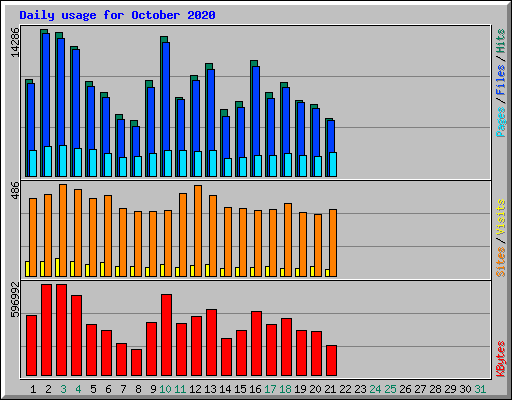 Daily usage for October 2020
14286
486
596992
Pages / Files / Hits
Sites / Visits
KBytes
1 2 3 4 5 6 7 8 9 10 11 12 13 14 15 16 17 18 19 20 21 22 23 24 25 26 27 28 29 30 31